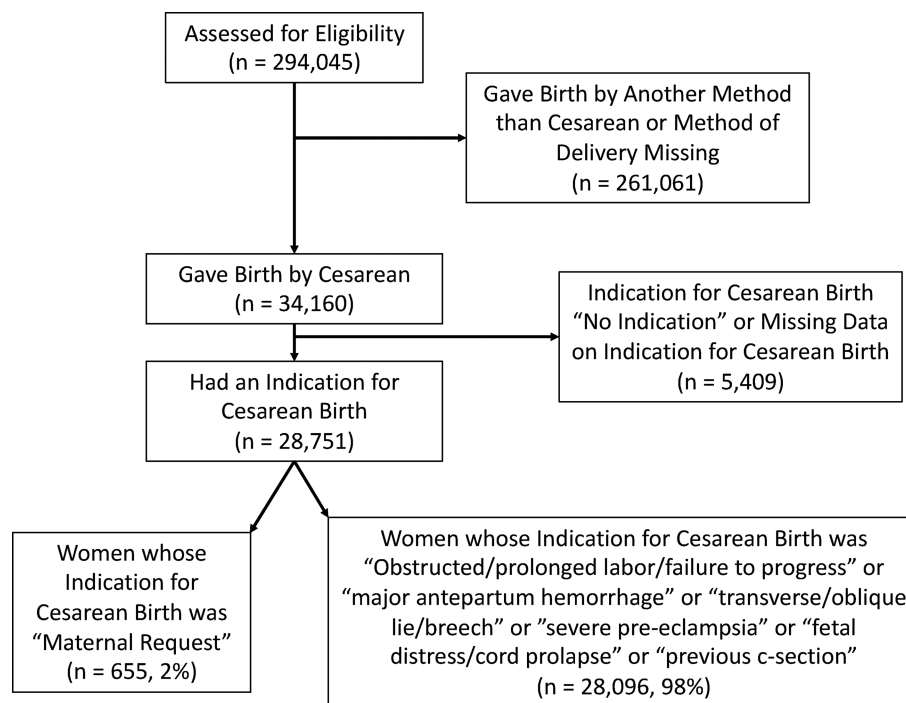 Assessed for Eligibility
(n = 294,045)
Gave Birth by Another Method
than Cesarean or Method of
Delivery Missing
(n = 261,061)
Gave Birth by Cesarean
(n = 34,160)
Indication for Cesarean Birth
“No Indication” or Missing Data
on Indication for Cesarean Birth
(n = 5,409)
Had an Indication for
Cesarean Birth
(n = 28,751)
Women whose
Indication for
Cesarean Birth was
“Maternal Request”
(n = 655, 2%)
Women whose Indication for Cesarean Birth was
“Obstructed/prolonged labor/failure to progress” or
“major antepartum hemorrhage” or “transverse/oblique
lie/breech” or ”severe pre-eclampsia” or “fetal
distress/cord prolapse” or “previous c-section”
(n = 28,096, 98%)